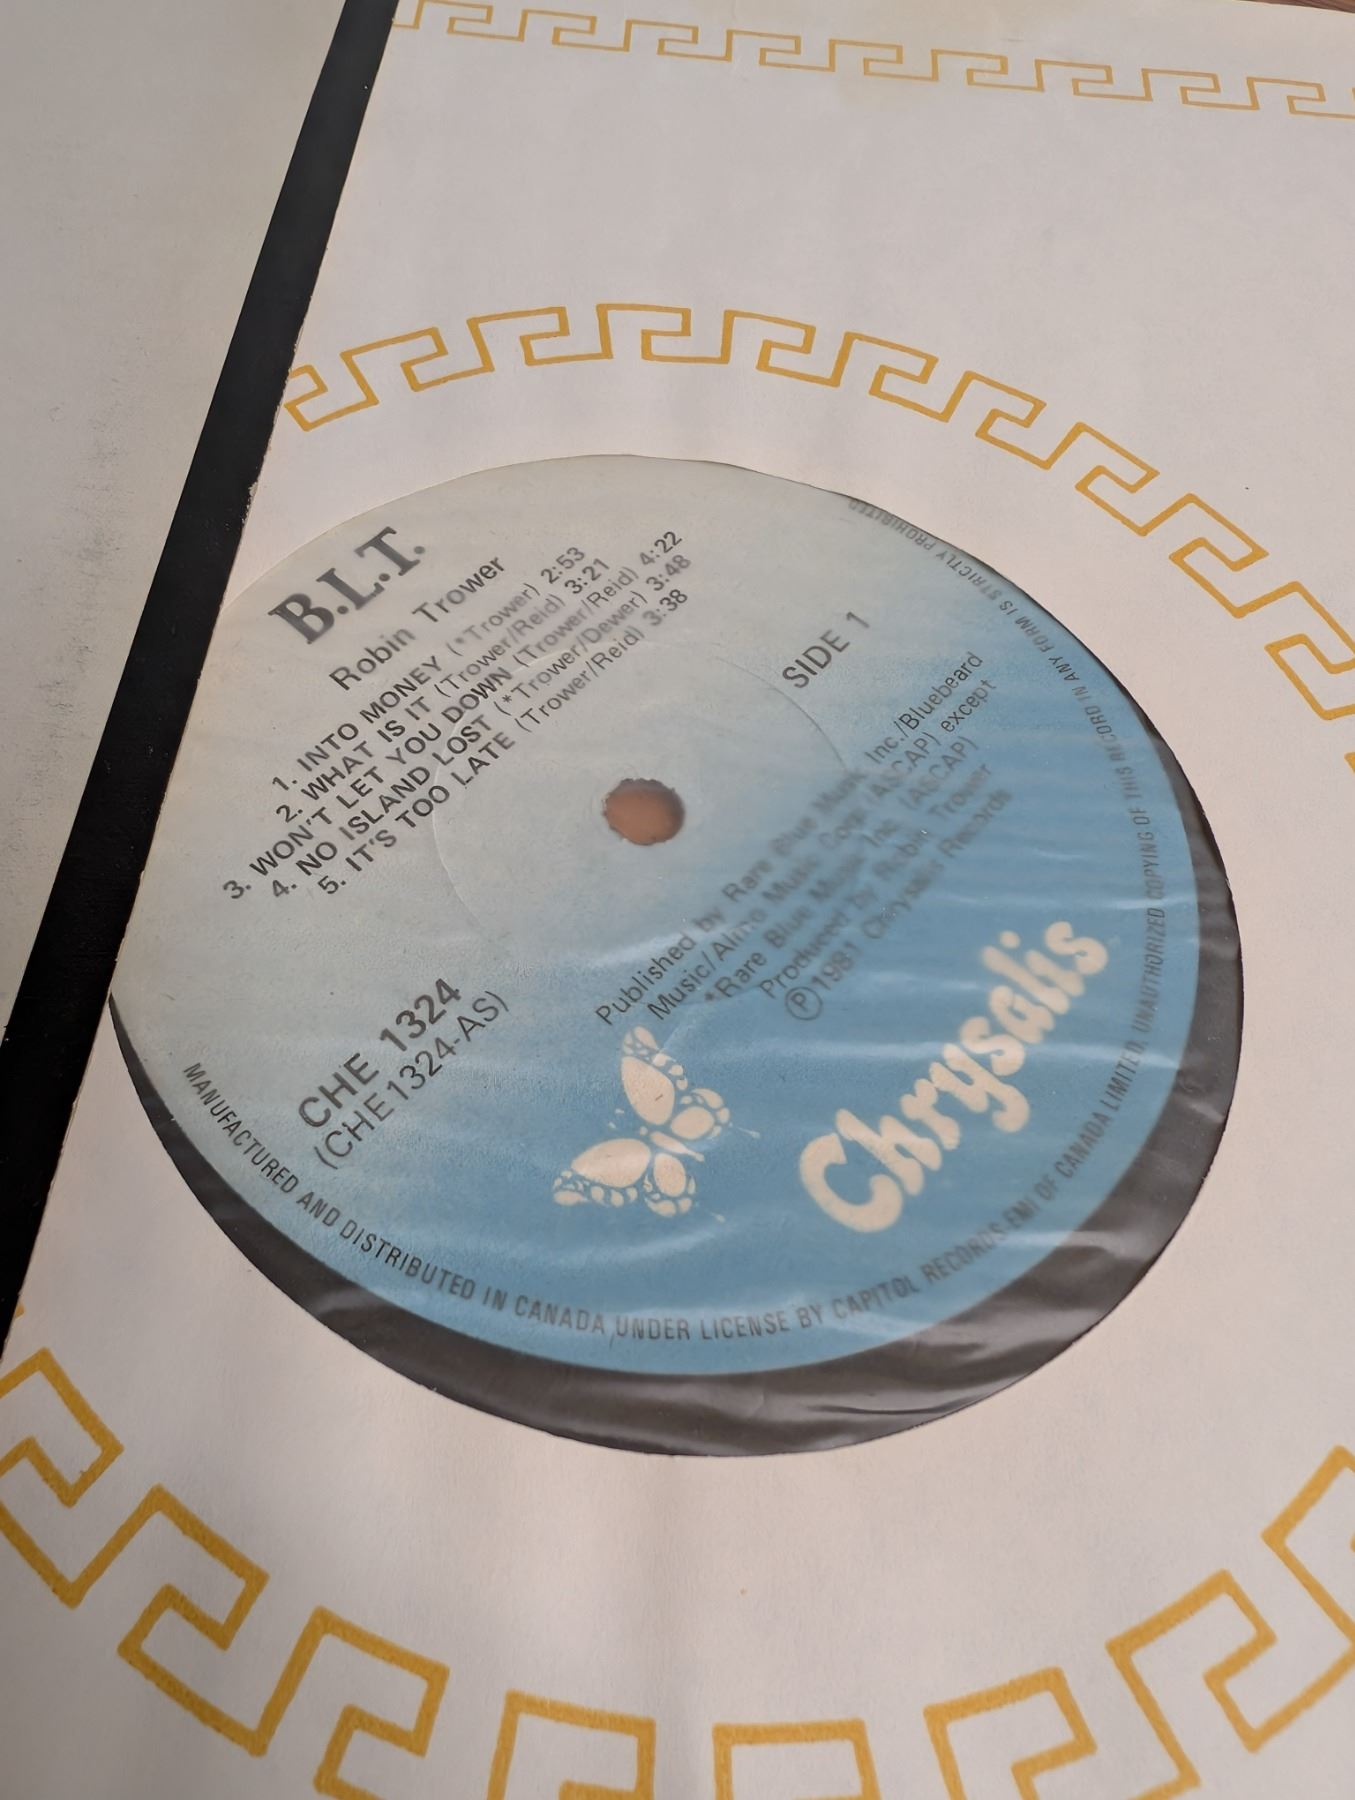 B.L.T.
Robin Trower
1. INTO MONEY (*Trower) 2:53
2. WHAT IS IT (Trower/Reid) 3:21
3. WON'T LET YOU DOWN (Trower/Reid) 4:22
4. NO ISLAND LOST (*Trower/Dewer) 3:48
5. IT'S TOO LATE (Trower/Reid) 3:38
SIDE 1
CHE 1324
(CHE 1324-AS)
Published by Rare Blue Music Inc./Bluebeard
Music/Almo Music Corp. (ASCAP) except
*Rare Blue Music Inc. (ASCAP)
Produced by Robin Trower
Ⓟ1981 Chrysalis Records
Chrysalis
MANUFACTURED AND DISTRIBUTED IN CANADA UNDER LICENSE BY CAPITOL RECORDS-EMI OF CANADA LIMITED. UNAUTHORIZED COPYING OF THIS RECORD IN ANY FORM IS STRICTLY PROHIBITED